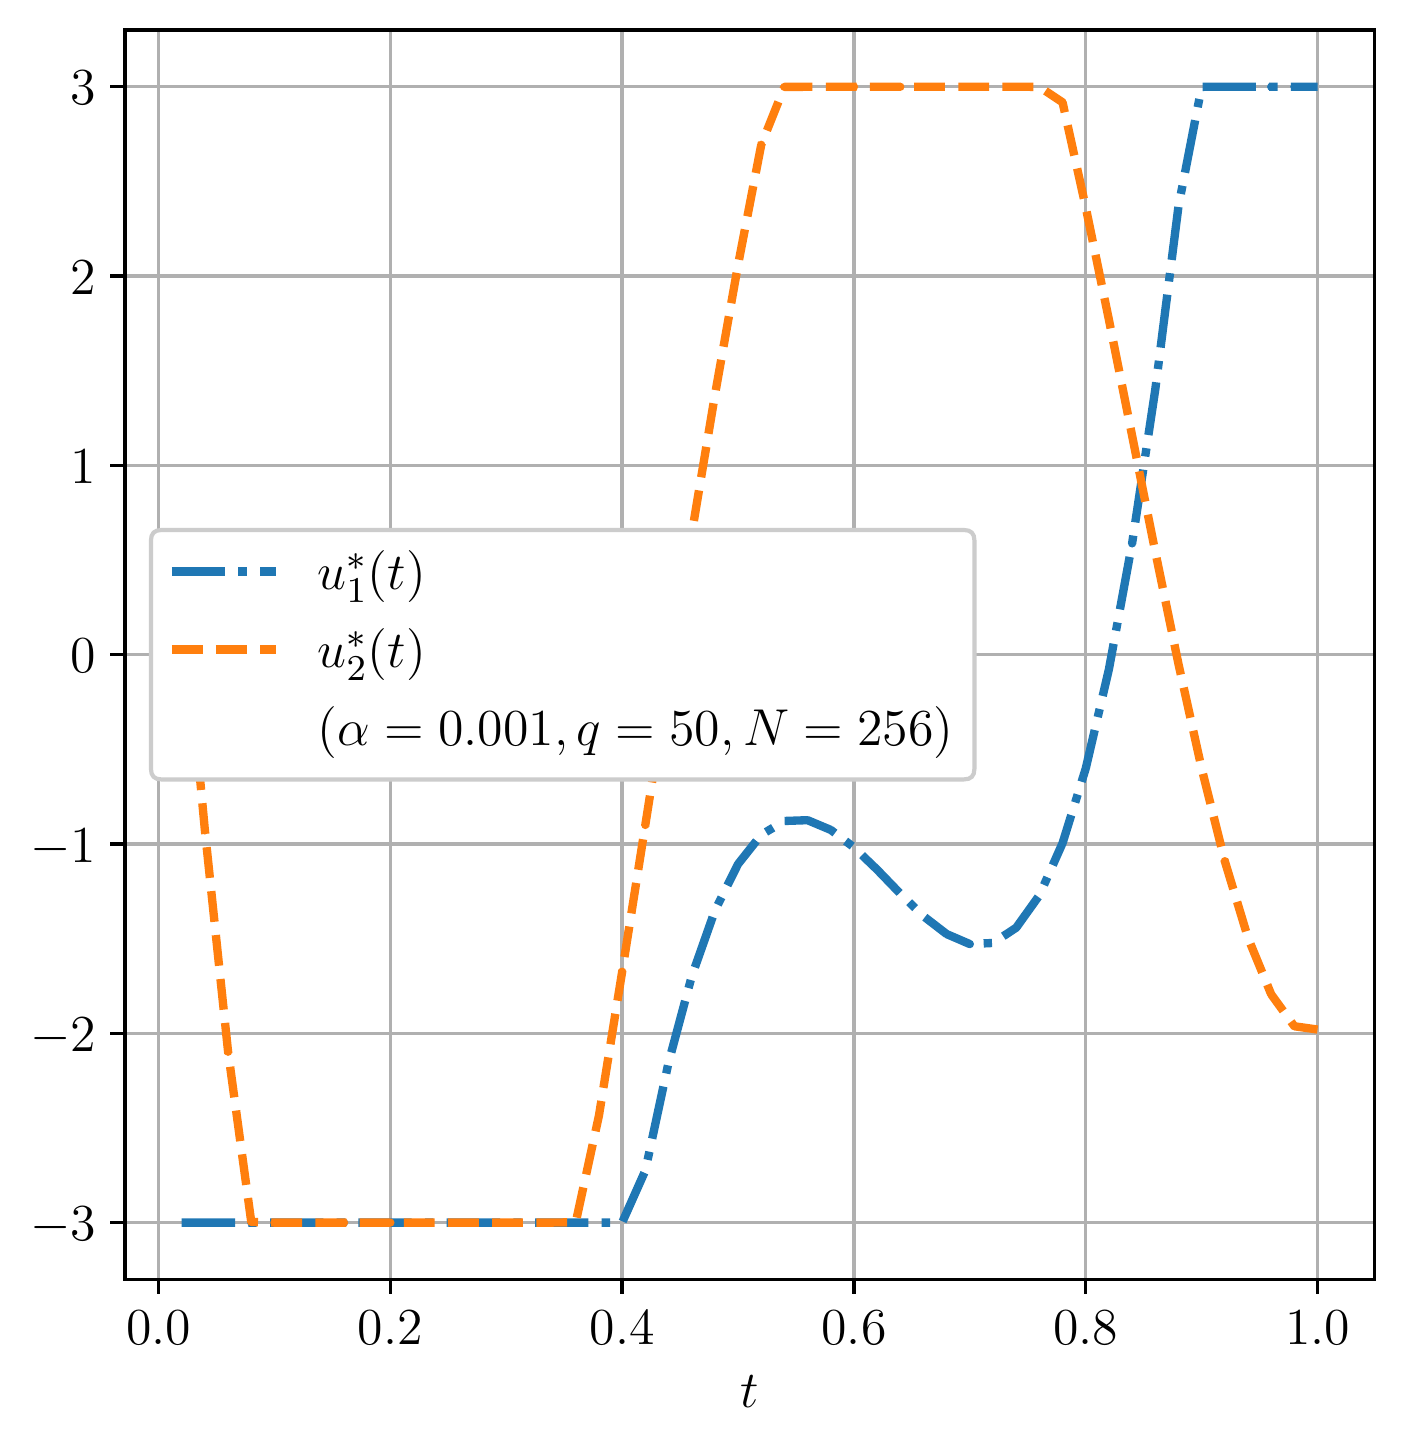 3
2
1
0
−1
−2
−3
u₁*(t)
u₂*(t)
(α = 0.001, q = 50, N = 256)
0.0 0.2 0.4 0.6 0.8 1.0
t